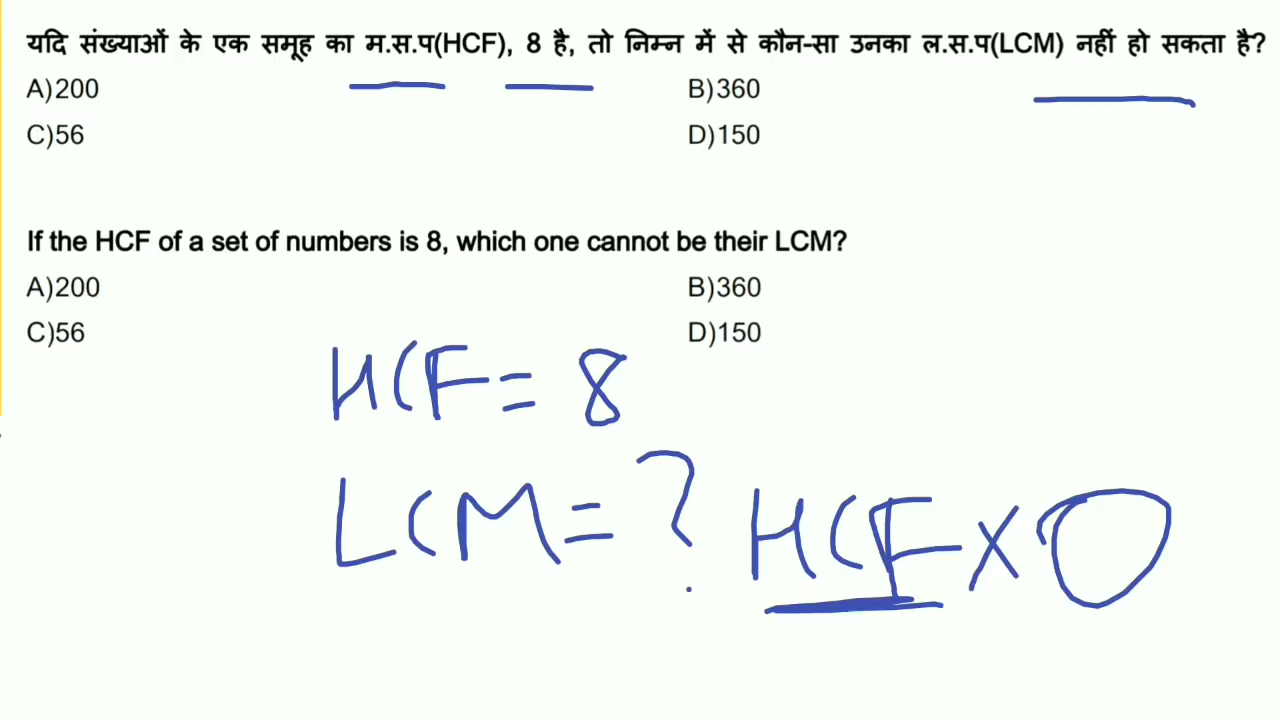 यदि संख्याओं के एक समूह का म.स.प(HCF), 8 है, तो निम्न में से कौन-सा उनका ल.स.प(LCM) नहीं हो सकता है?
A)200 B)360
C)56 D)150
If the HCF of a set of numbers is 8, which one cannot be their LCM?
A)200 B)360
C)56 D)150
HCF = 8
LCM = ? HCF × O